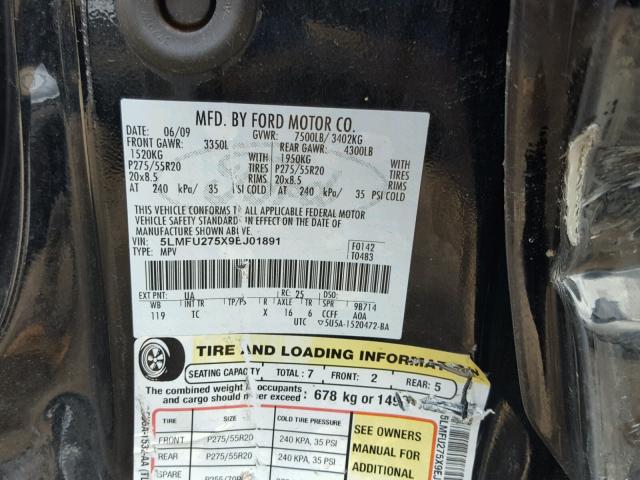 MFD. BY FORD MOTOR CO.
DATE: 06/09 GVWR: 7500LB/ 3402KG
FRONT GAWR: 3350L REAR GAWR: 4300LB
1520KG WITH 1950KG WITH
P275/55R20 TIRES P275/55R20 TIRES
20x8.5 RIMS 20x8.5 RIMS
AT 240 kPa/ 35 PSI COLD AT 240 kPa/ 35 PSI COLD
THIS VEHICLE CONFORMS TO ALL APPLICABLE FEDERAL MOTOR
VEHICLE SAFETY STANDARDS IN EFFECT ON THE DATE OF
MANUFACTURE SHOWN ABOVE.
VIN: 5LMFU275X9EJ01891
TYPE: MPV
F0142
T0483
EXT PNT: UA RC: 25 DSO:
WB INT TR TP/PS R AXLE TR SPR 9B714
119 TC X 16 6 CCFF AOA
UTC 5U5A-1520472-BA
TIRE AND LOADING INFORMATION
SEATING CAPACITY TOTAL: 7 FRONT: 2 REAR: 5
The combined weight of occupants
and cargo should never exceed: 678 kg or 149
TIRE SIZE COLD TIRE PRESSURE
FRONT P275/55R20 240 KPA, 35 PSI
REAR P275/55R20 240 KPA, 35 PSI
SPARE
SEE OWNERS
MANUAL FOR
ADDITIONAL
5LMFU275X9E